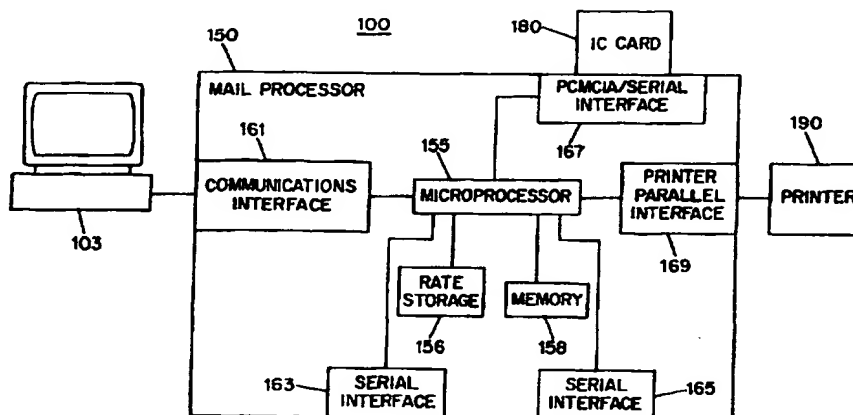 100
150
180
IC CARD
MAIL PROCESSOR
PCMCIA/SERIAL
INTERFACE
161
155
167
190
COMMUNICATIONS
INTERFACE
MICROPROCESSOR
PRINTER
PARALLEL
INTERFACE
PRINTER
103
169
RATE
STORAGE
MEMORY
156
158
163
SERIAL
INTERFACE
SERIAL
INTERFACE
165